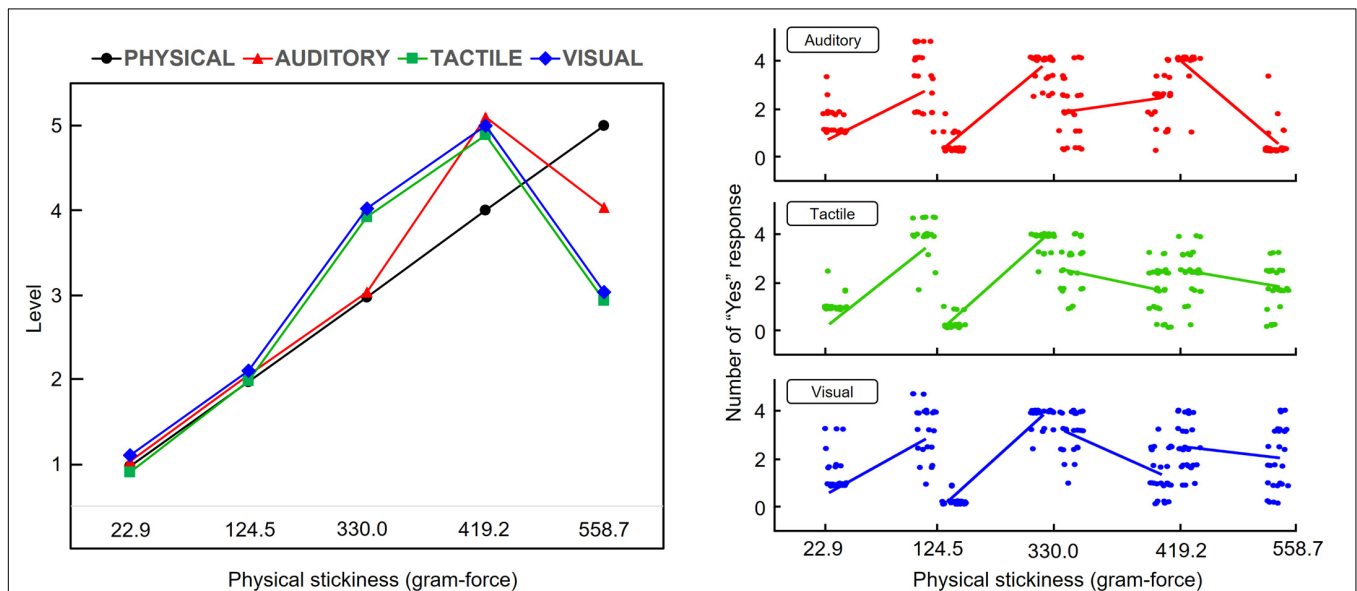 PHYSICAL AUDITORY TACTILE VISUAL
Level
5
4
3
2
1
22.9 124.5 330.0 419.2 558.7
Physical stickiness (gram-force)
Number of “Yes” response
Auditory
4
2
0
Tactile
4
2
0
Visual
4
2
0
22.9 124.5 330.0 419.2 558.7
Physical stickiness (gram-force)